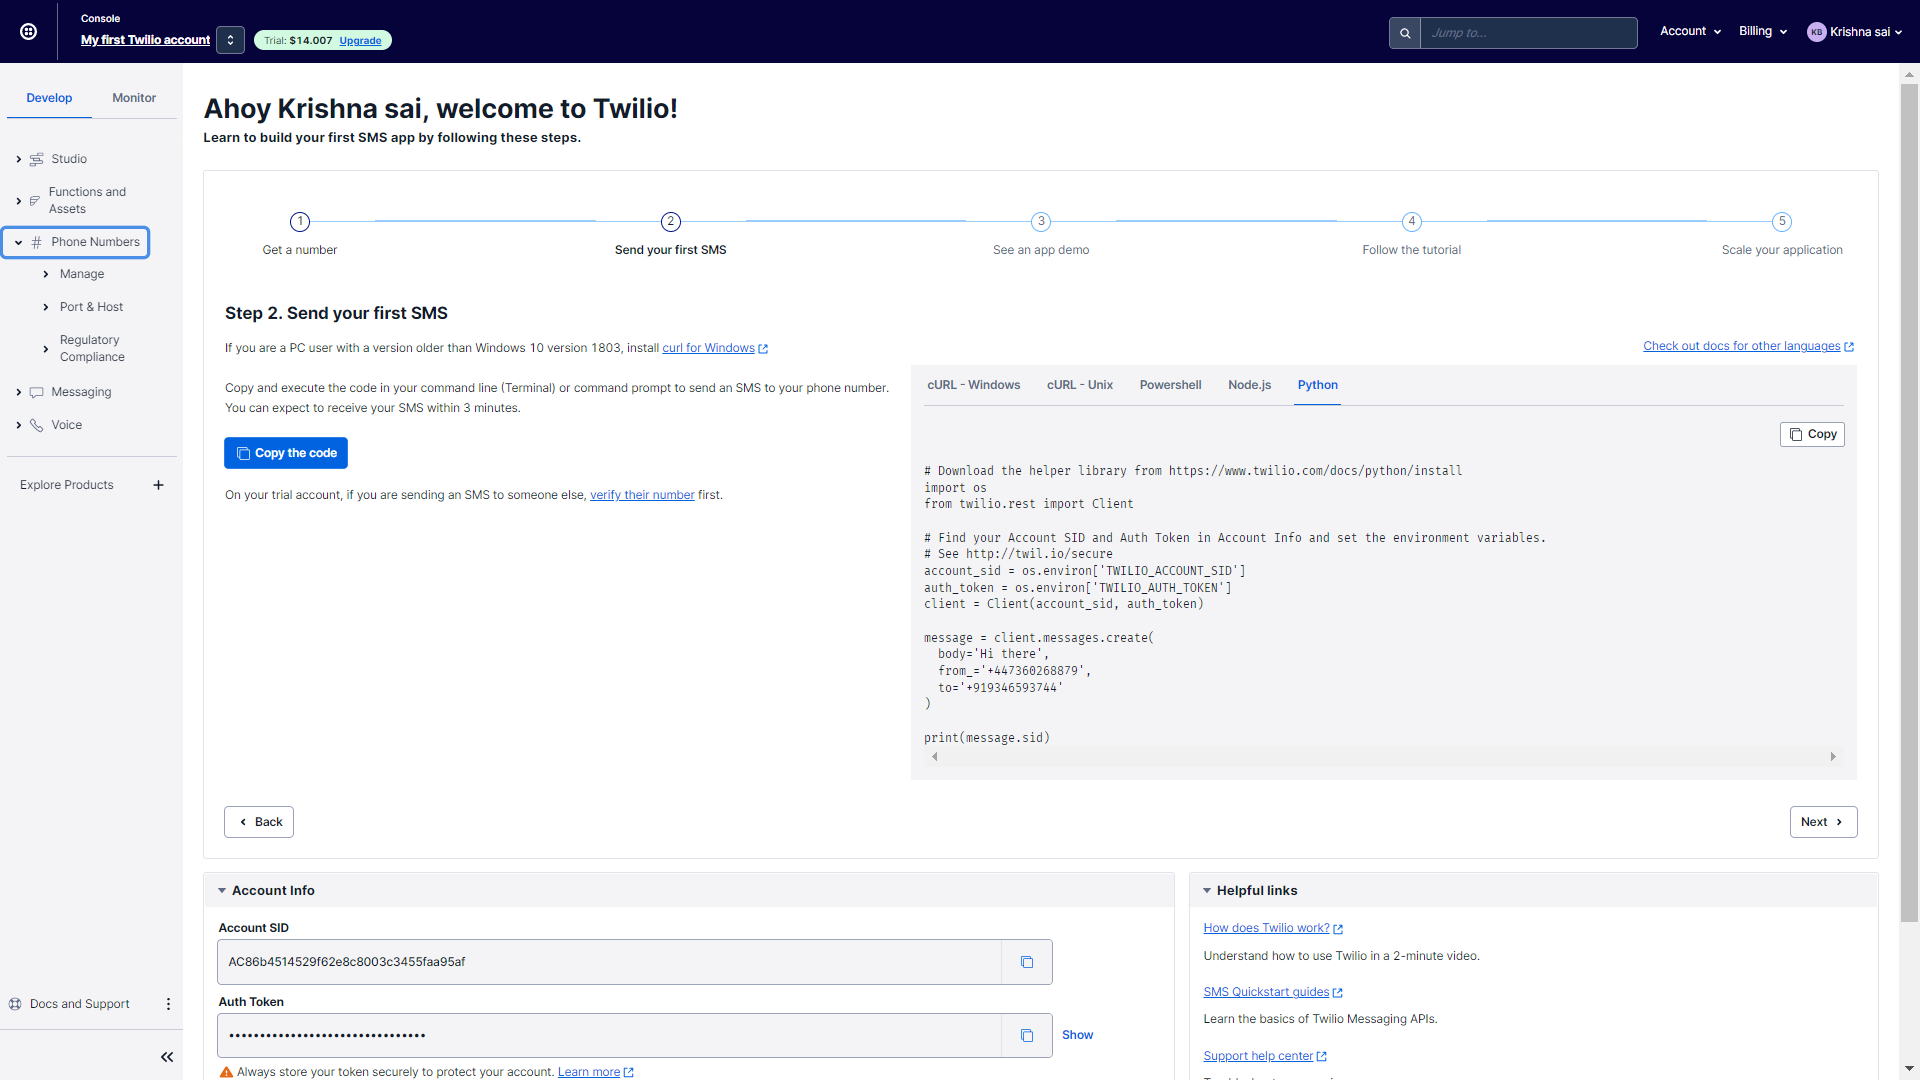 Console
My first Twilio account
Trial: $14.007 Upgrade
Jump to...
Account
Billing
KB Krishna sai
Develop
Monitor
Studio
Functions and
Assets
Phone Numbers
Manage
Port & Host
Regulatory
Compliance
Messaging
Voice
Explore Products
Docs and Support
Ahoy Krishna sai, welcome to Twilio!
Learn to build your first SMS app by following these steps.
1
Get a number
2
Send your first SMS
3
See an app demo
4
Follow the tutorial
5
Scale your application
Step 2. Send your first SMS
If you are a PC user with a version older than Windows 10 version 1803, install curl for Windows
Check out docs for other languages
Copy and execute the code in your command line (Terminal) or command prompt to send an SMS to your phone number.
You can expect to receive your SMS within 3 minutes.
Copy the code
On your trial account, if you are sending an SMS to someone else, verify their number first.
cURL - Windows
cURL - Unix
Powershell
Node.js
Python
Copy
# Download the helper library from https://www.twilio.com/docs/python/install
import os
from twilio.rest import Client
# Find your Account SID and Auth Token in Account Info and set the environment variables.
# See http://twil.io/secure
account_sid = os.environ['TWILIO_ACCOUNT_SID']
auth_token = os.environ['TWILIO_AUTH_TOKEN']
client = Client(account_sid, auth_token)
message = client.messages.create(
body='Hi there',
from_='+447360268879',
to='+919346593744'
)
print(message.sid)
Back
Next
Account Info
Account SID
AC86b4514529f62e8c8003c3455faa95af
Auth Token
••••••••••••••••••••••••••••••••
Show
Always store your token securely to protect your account. Learn more
Helpful links
How does Twilio work?
Understand how to use Twilio in a 2-minute video.
SMS Quickstart guides
Learn the basics of Twilio Messaging APIs.
Support help center